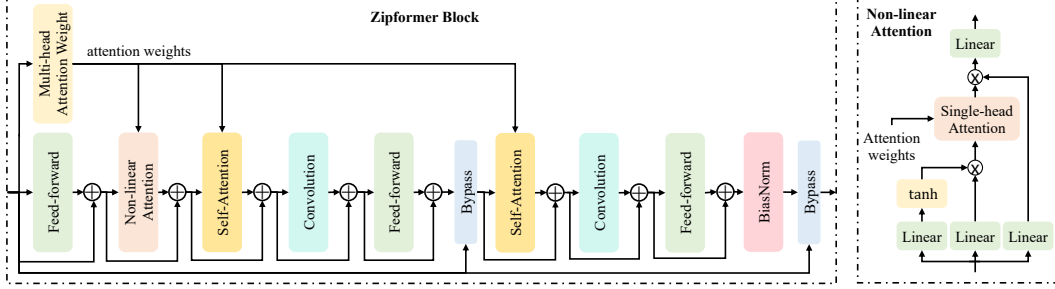 Zipformer Block
Multi-head
Attention Weight
attention weights
Feed-forward
Non-linear
Attention
Self-Attention
Convolution
Feed-forward
Bypass
Self-Attention
Convolution
Feed-forward
BiasNorm
Bypass
Non-linear
Attention
Linear
Single-head
Attention
Attention
weights
tanh
Linear
Linear
Linear